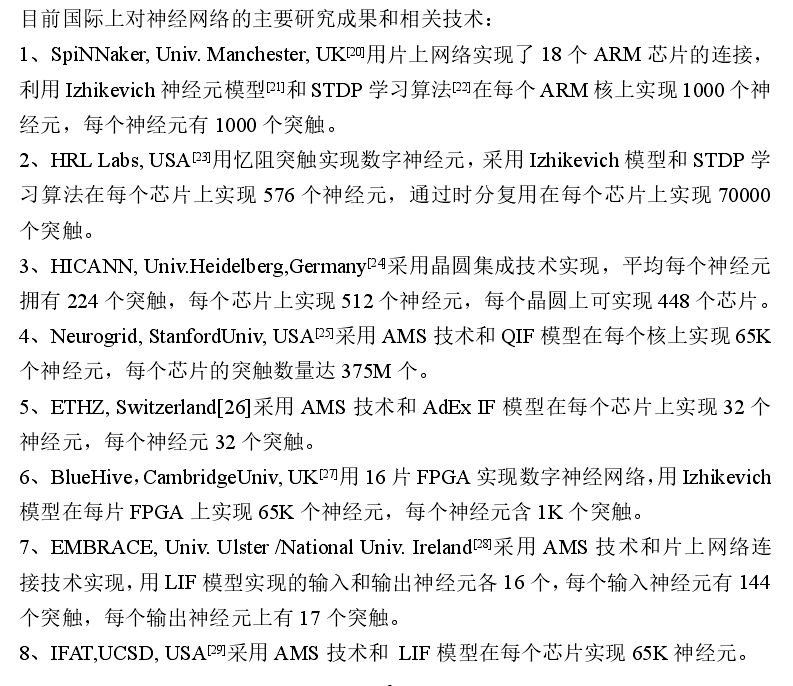 目前国际上对神经网络的主要研究成果和相关技术：
1、SpiNNaker, Univ. Manchester, UK[20]用片上网络实现了 18 个 ARM 芯片的连接，
利用 Izhikevich 神经元模型[21]和 STDP 学习算法[22]在每个 ARM 核上实现 1000 个神
经元，每个神经元有 1000 个突触。
2、HRL Labs, USA[23]用忆阻突触实现数字神经元，采用 Izhikevich 模型和 STDP 学
习算法在每个芯片上实现 576 个神经元，通过时分复用在每个芯片上实现 70000
个突触。
3、HICANN, Univ.Heidelberg,Germany[24]采用晶圆集成技术实现，平均每个神经元
拥有 224 个突触，每个芯片上实现 512 个神经元，每个晶圆上可实现 448 个芯片。
4、Neurogrid, StanfordUniv, USA[25]采用 AMS 技术和 QIF 模型在每个核上实现 65K
个神经元，每个芯片的突触数量达 375M 个。
5、ETHZ, Switzerland[26]采用 AMS 技术和 AdEx IF 模型在每个芯片上实现 32 个
神经元，每个神经元 32 个突触。
6、BlueHive，CambridgeUniv, UK[27]用 16 片 FPGA 实现数字神经网络，用 Izhikevich
模型在每片 FPGA 上实现 65K 个神经元，每个神经元含 1K 个突触。
7、EMBRACE, Univ. Ulster /National Univ. Ireland[28]采用 AMS 技术和片上网络连
接技术实现，用 LIF 模型实现的输入和输出神经元各 16 个，每个输入神经元有 144
个突触，每个输出神经元上有 17 个突触。
8、IFAT,UCSD, USA[29]采用 AMS 技术和 LIF 模型在每个芯片实现 65K 神经元。